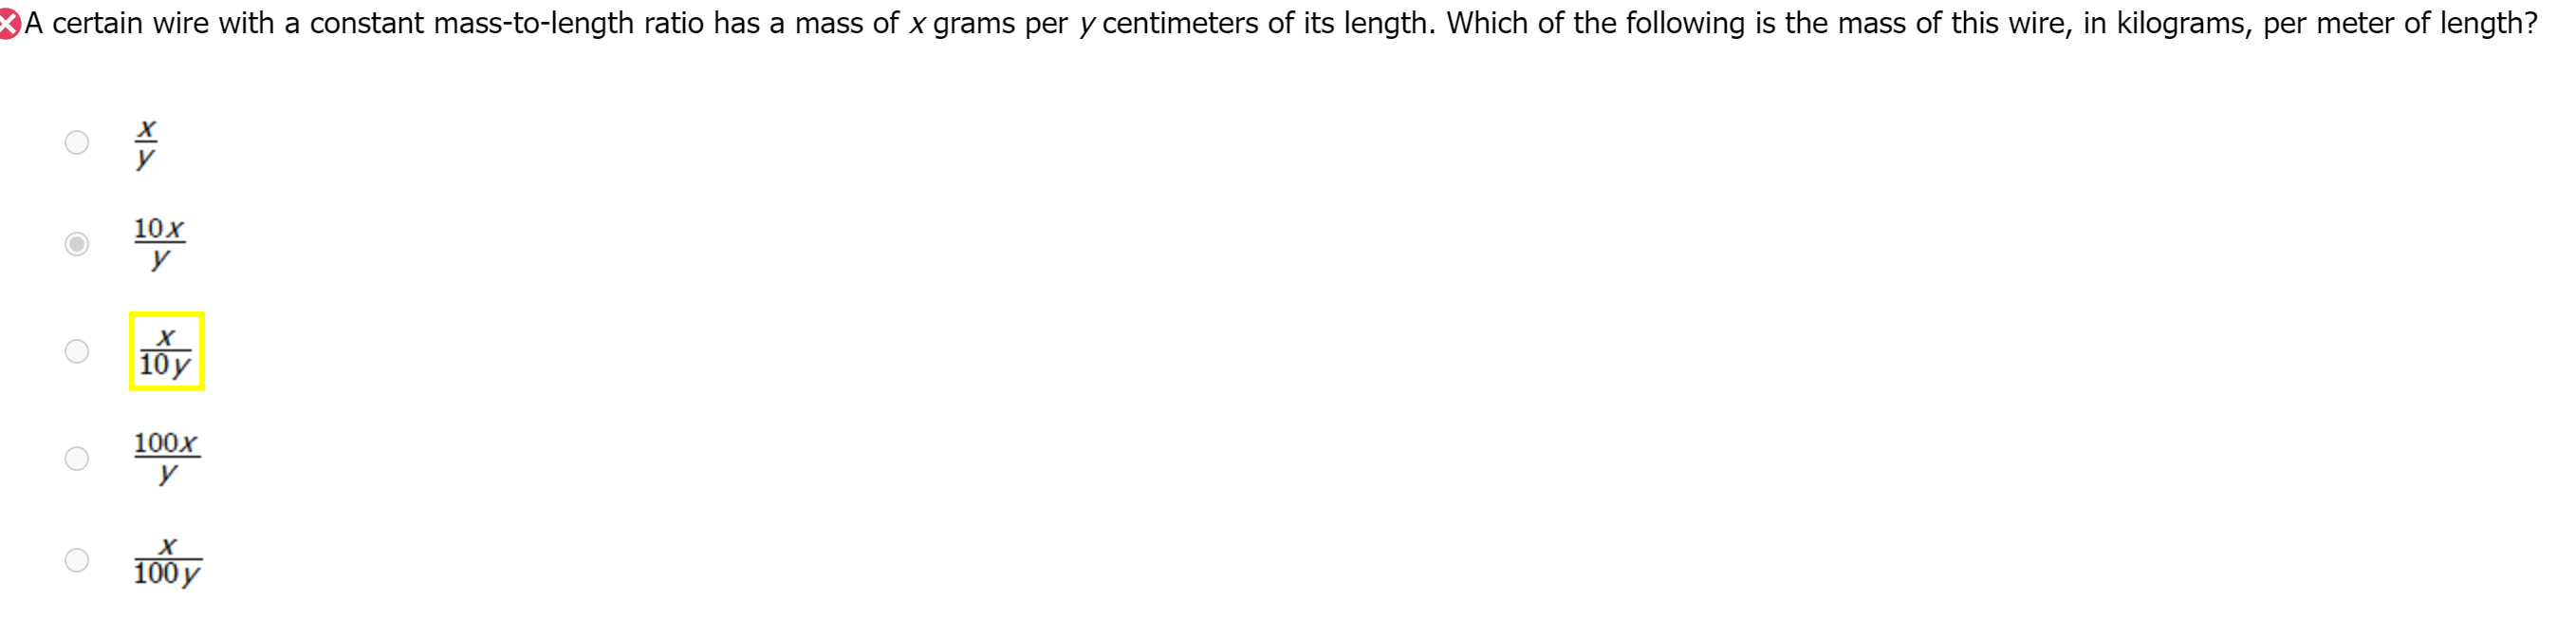 A certain wire with a constant mass-to-length ratio has a mass of x grams per y centimeters of its length. Which of the following is the mass of this wire, in kilograms, per meter of length?
x
y
10x
y
x
10y
100x
y
x
100y